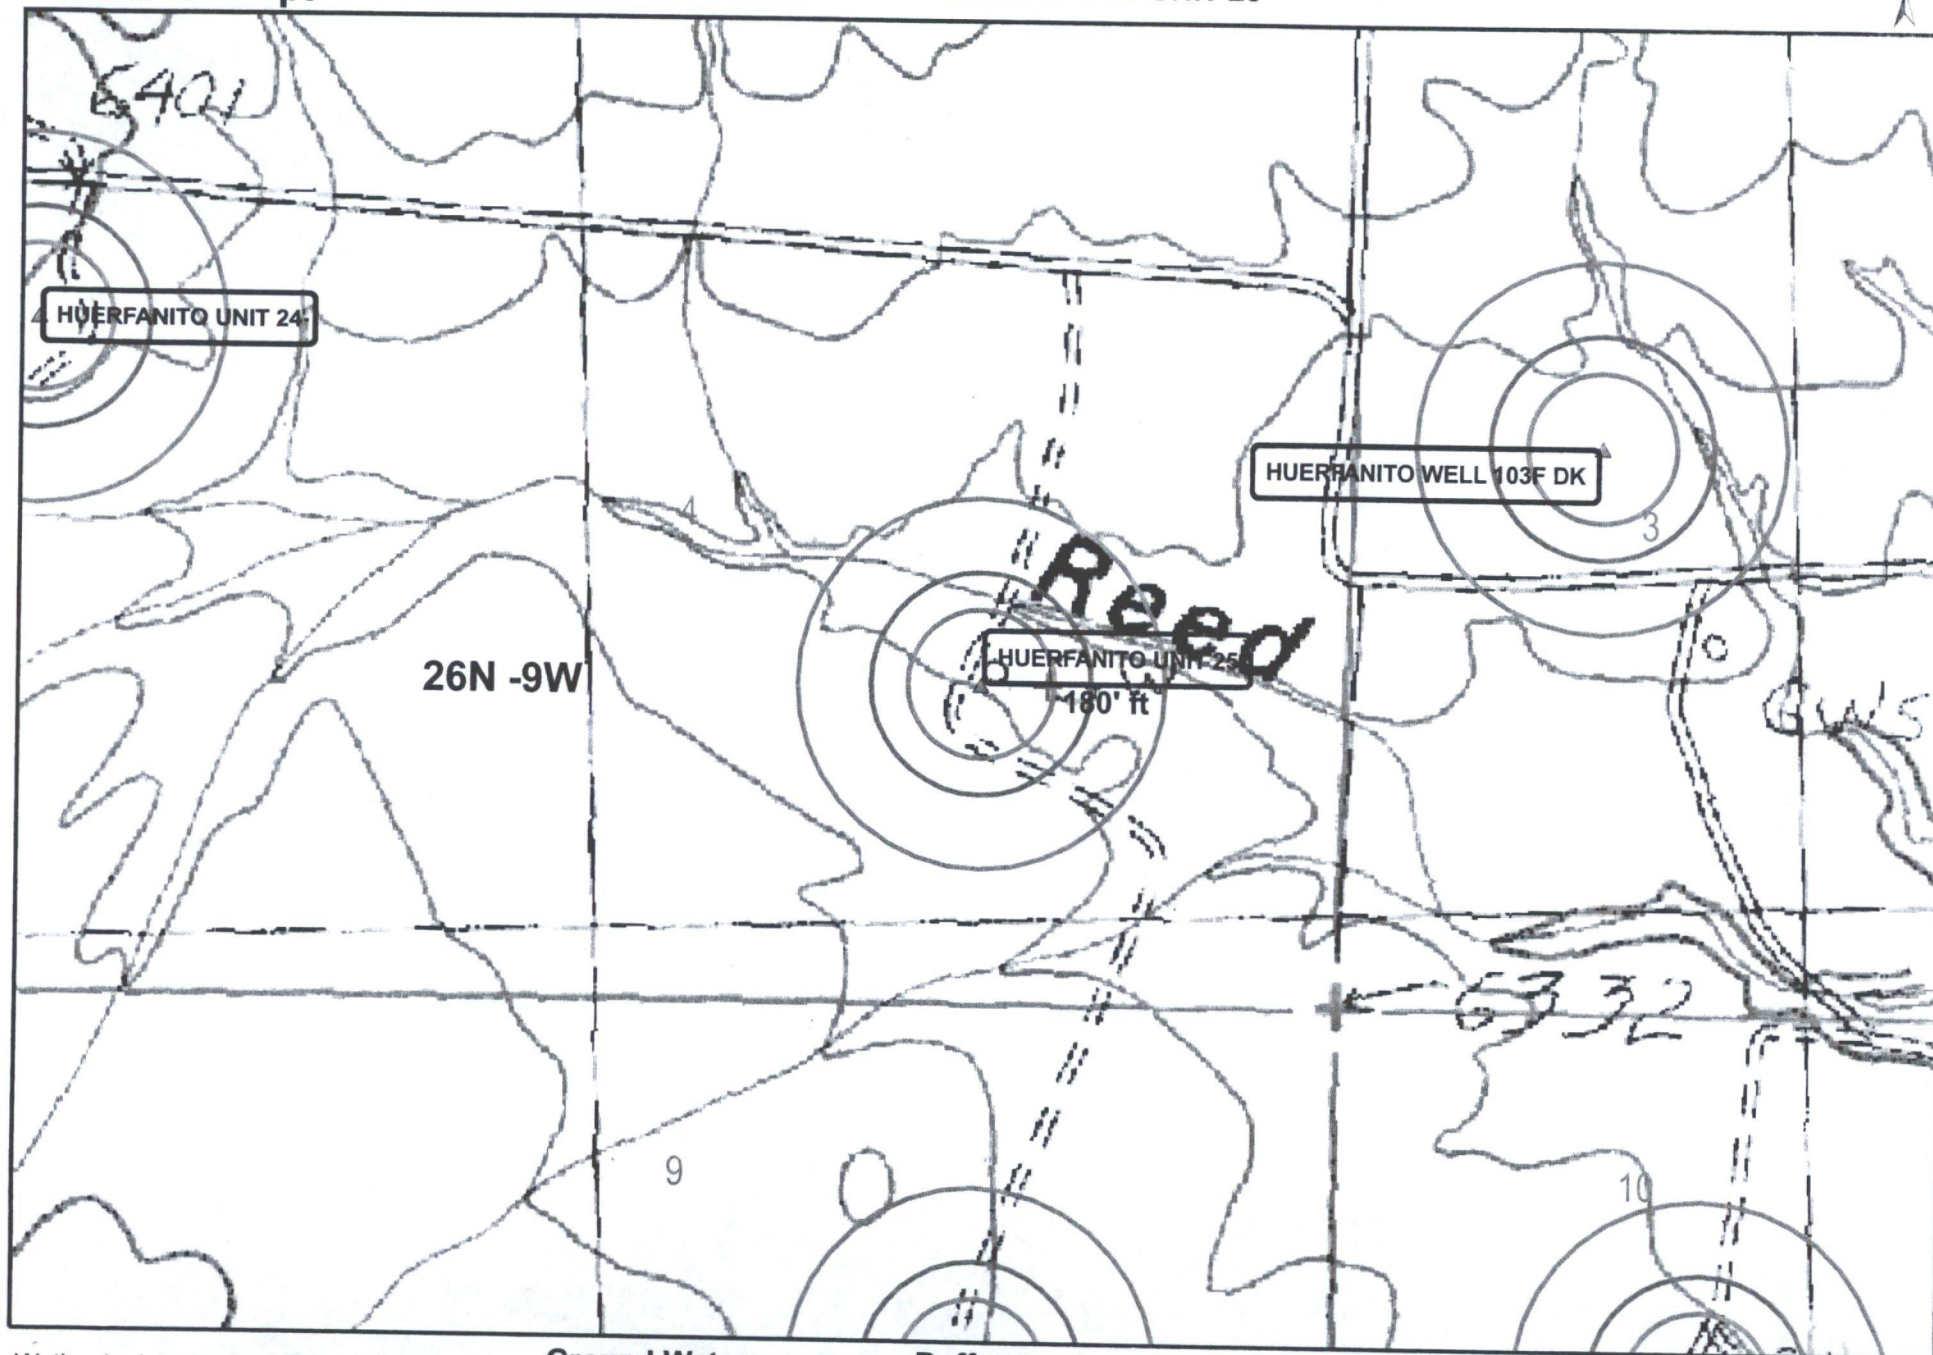 6401
HUERFANITO UNIT 24
4
HUERFANITO WELL 103F DK
4
3
Reed
HUERFANITO UNIT 25
180' ft
26N -9W
6332
9
10